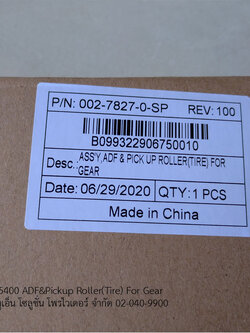 P/N: 002-7827-0-SP REV: 100
B099322906750010
Desc.: ASS'Y,ADF & PICK UP ROLLER(TIRE) FOR
GEAR
Date: 06/29/2020 QTY:1 PCS
Made in China
6400 ADF&Pickup Roller(Tire) For Gear
เอ็น โซลูชั่น โพรไวเดอร์ จำกัด 02-040-9900